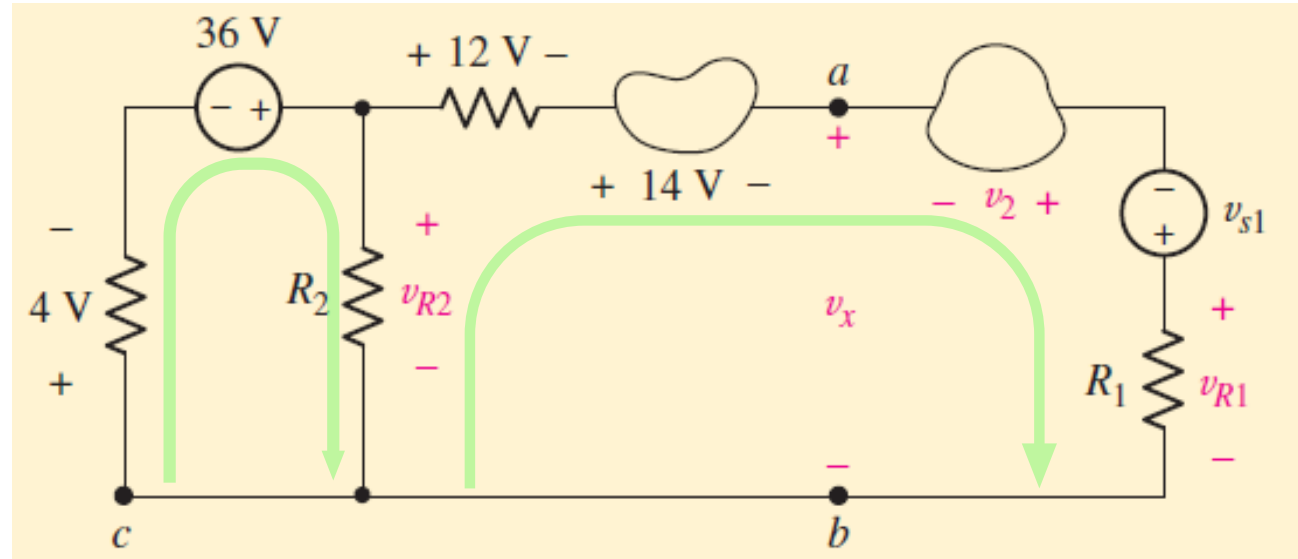 36 V
+ 12 V –
a
– +
+
+ 14 V –
– v2 +
–
+
vs1
–
4 V
+
R2
+
vR2
–
vx
R1
+
vR1
–
–
c
b